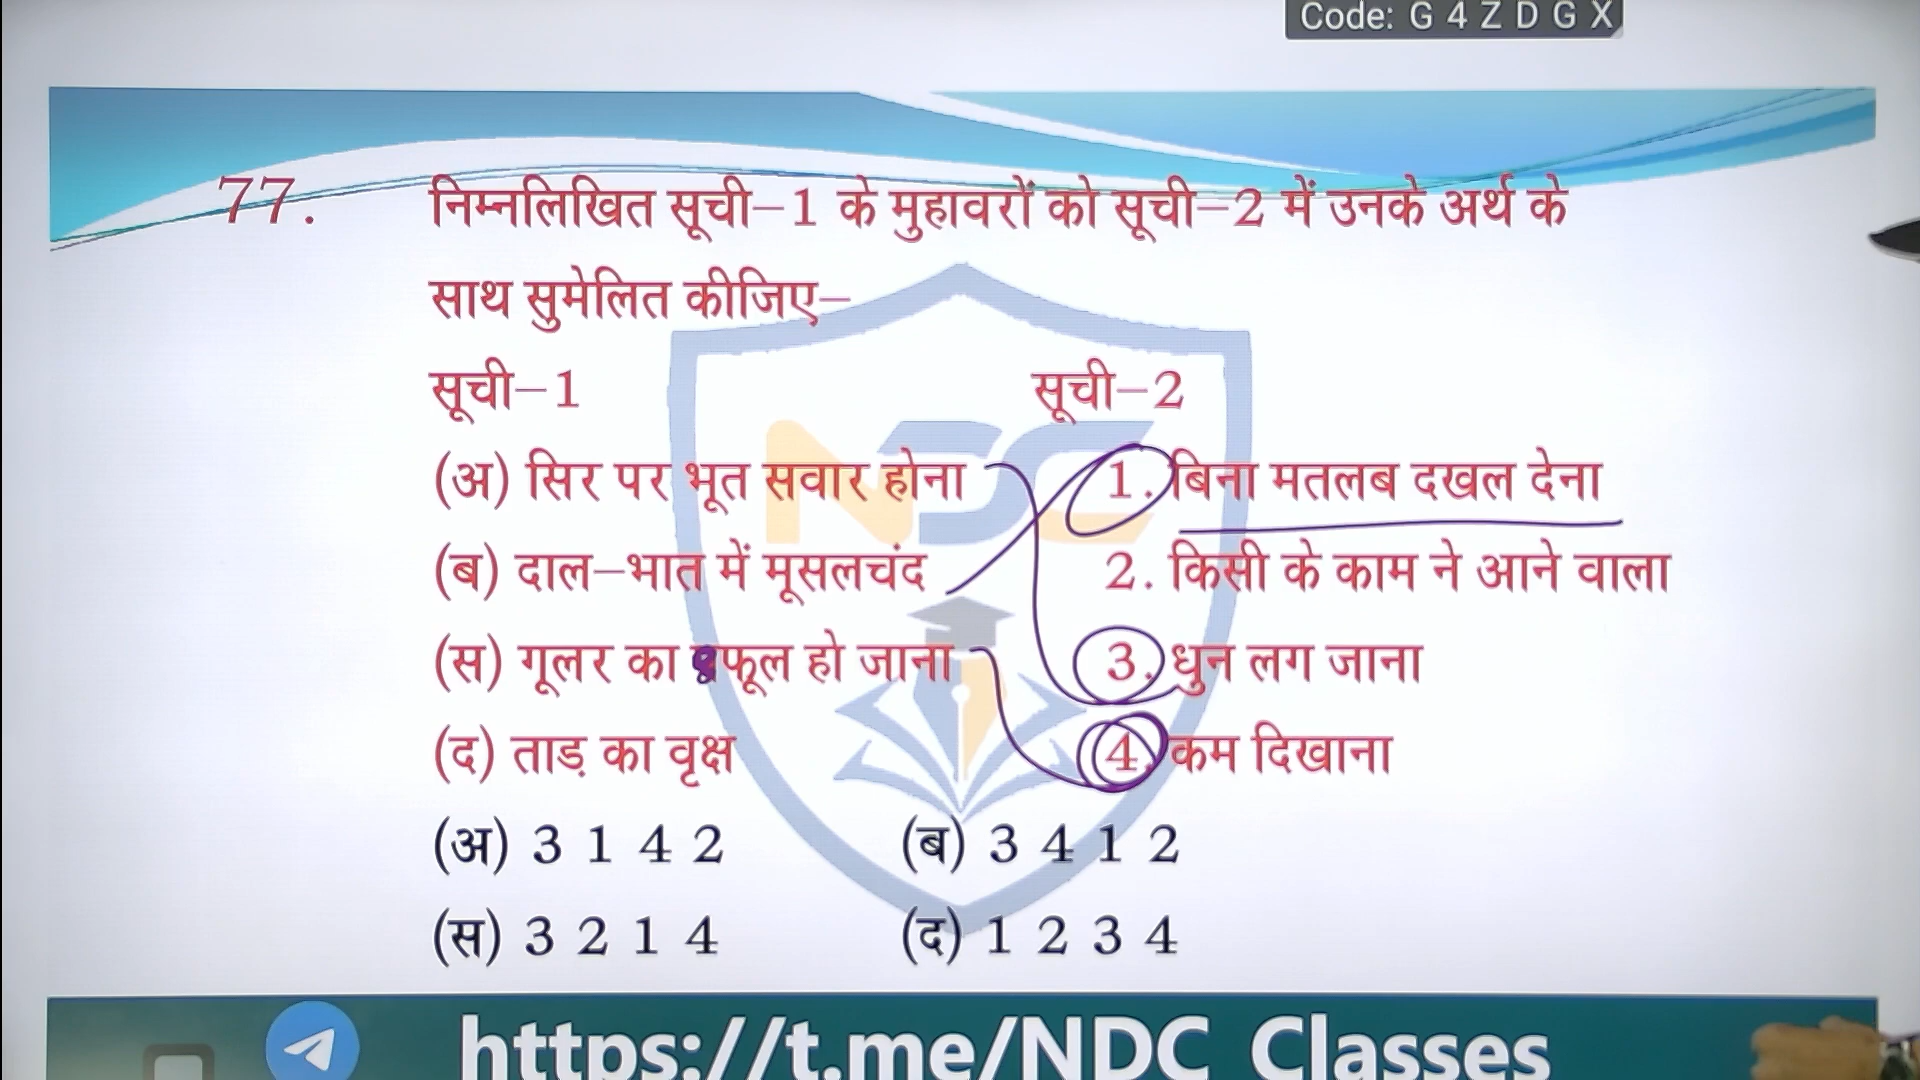 Code: G 4 Z D G X
77. निम्नलिखित सूची–1 के मुहावरों को सूची–2 में उनके अर्थ के
साथ सुमेलित कीजिए–
सूची–1 सूची–2
(अ) सिर पर भूत सवार होना 1. बिना मतलब दखल देना
(ब) दाल–भात में मूसलचंद 2. किसी के काम ने आने वाला
(स) गूलर का फूल हो जाना 3. धुन लग जाना
(द) ताड़ का वृक्ष 4. कम दिखाना
(अ) 3 1 4 2 (ब) 3 4 1 2
(स) 3 2 1 4 (द) 1 2 3 4
NDC
https://t.me/NDC_Classes